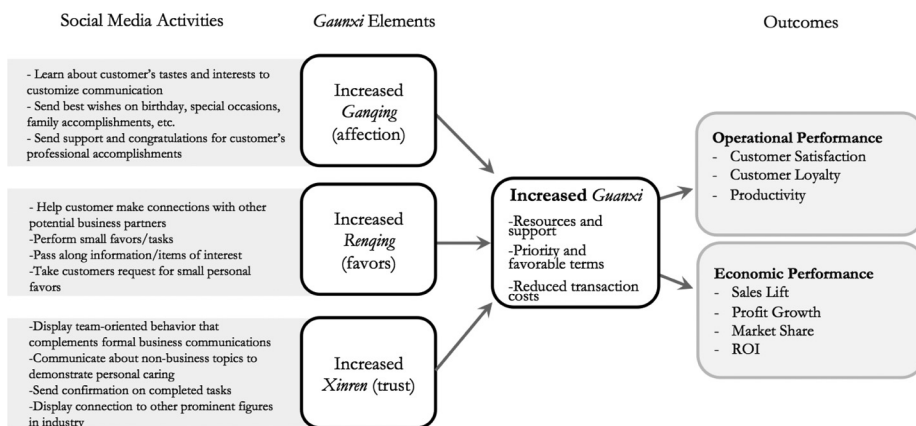 Social Media Activities
Gaunxi Elements
Outcomes
- Learn about customer's tastes and interests to
customize communication
- Send best wishes on birthday, special occasions,
family accomplishments, etc.
- Send support and congratulations for customer's
professional accomplishments
Increased
Ganqing
(affection)
- Help customer make connections with other
potential business partners
-Perform small favors/tasks
-Pass along information/items of interest
-Take customers request for small personal
favors
Increased
Renqing
(favors)
-Display team-oriented behavior that
complements formal business communications
-Communicate about non-business topics to
demonstrate personal caring
-Send confirmation on completed tasks
-Display connection to other prominent figures
in industry
Increased
Xinren (trust)
Increased Guanxi
-Resources and
support
-Priority and
favorable terms
-Reduced transaction
costs
Operational Performance
- Customer Satisfaction
- Customer Loyalty
- Productivity
Economic Performance
- Sales Lift
- Profit Growth
- Market Share
- ROI